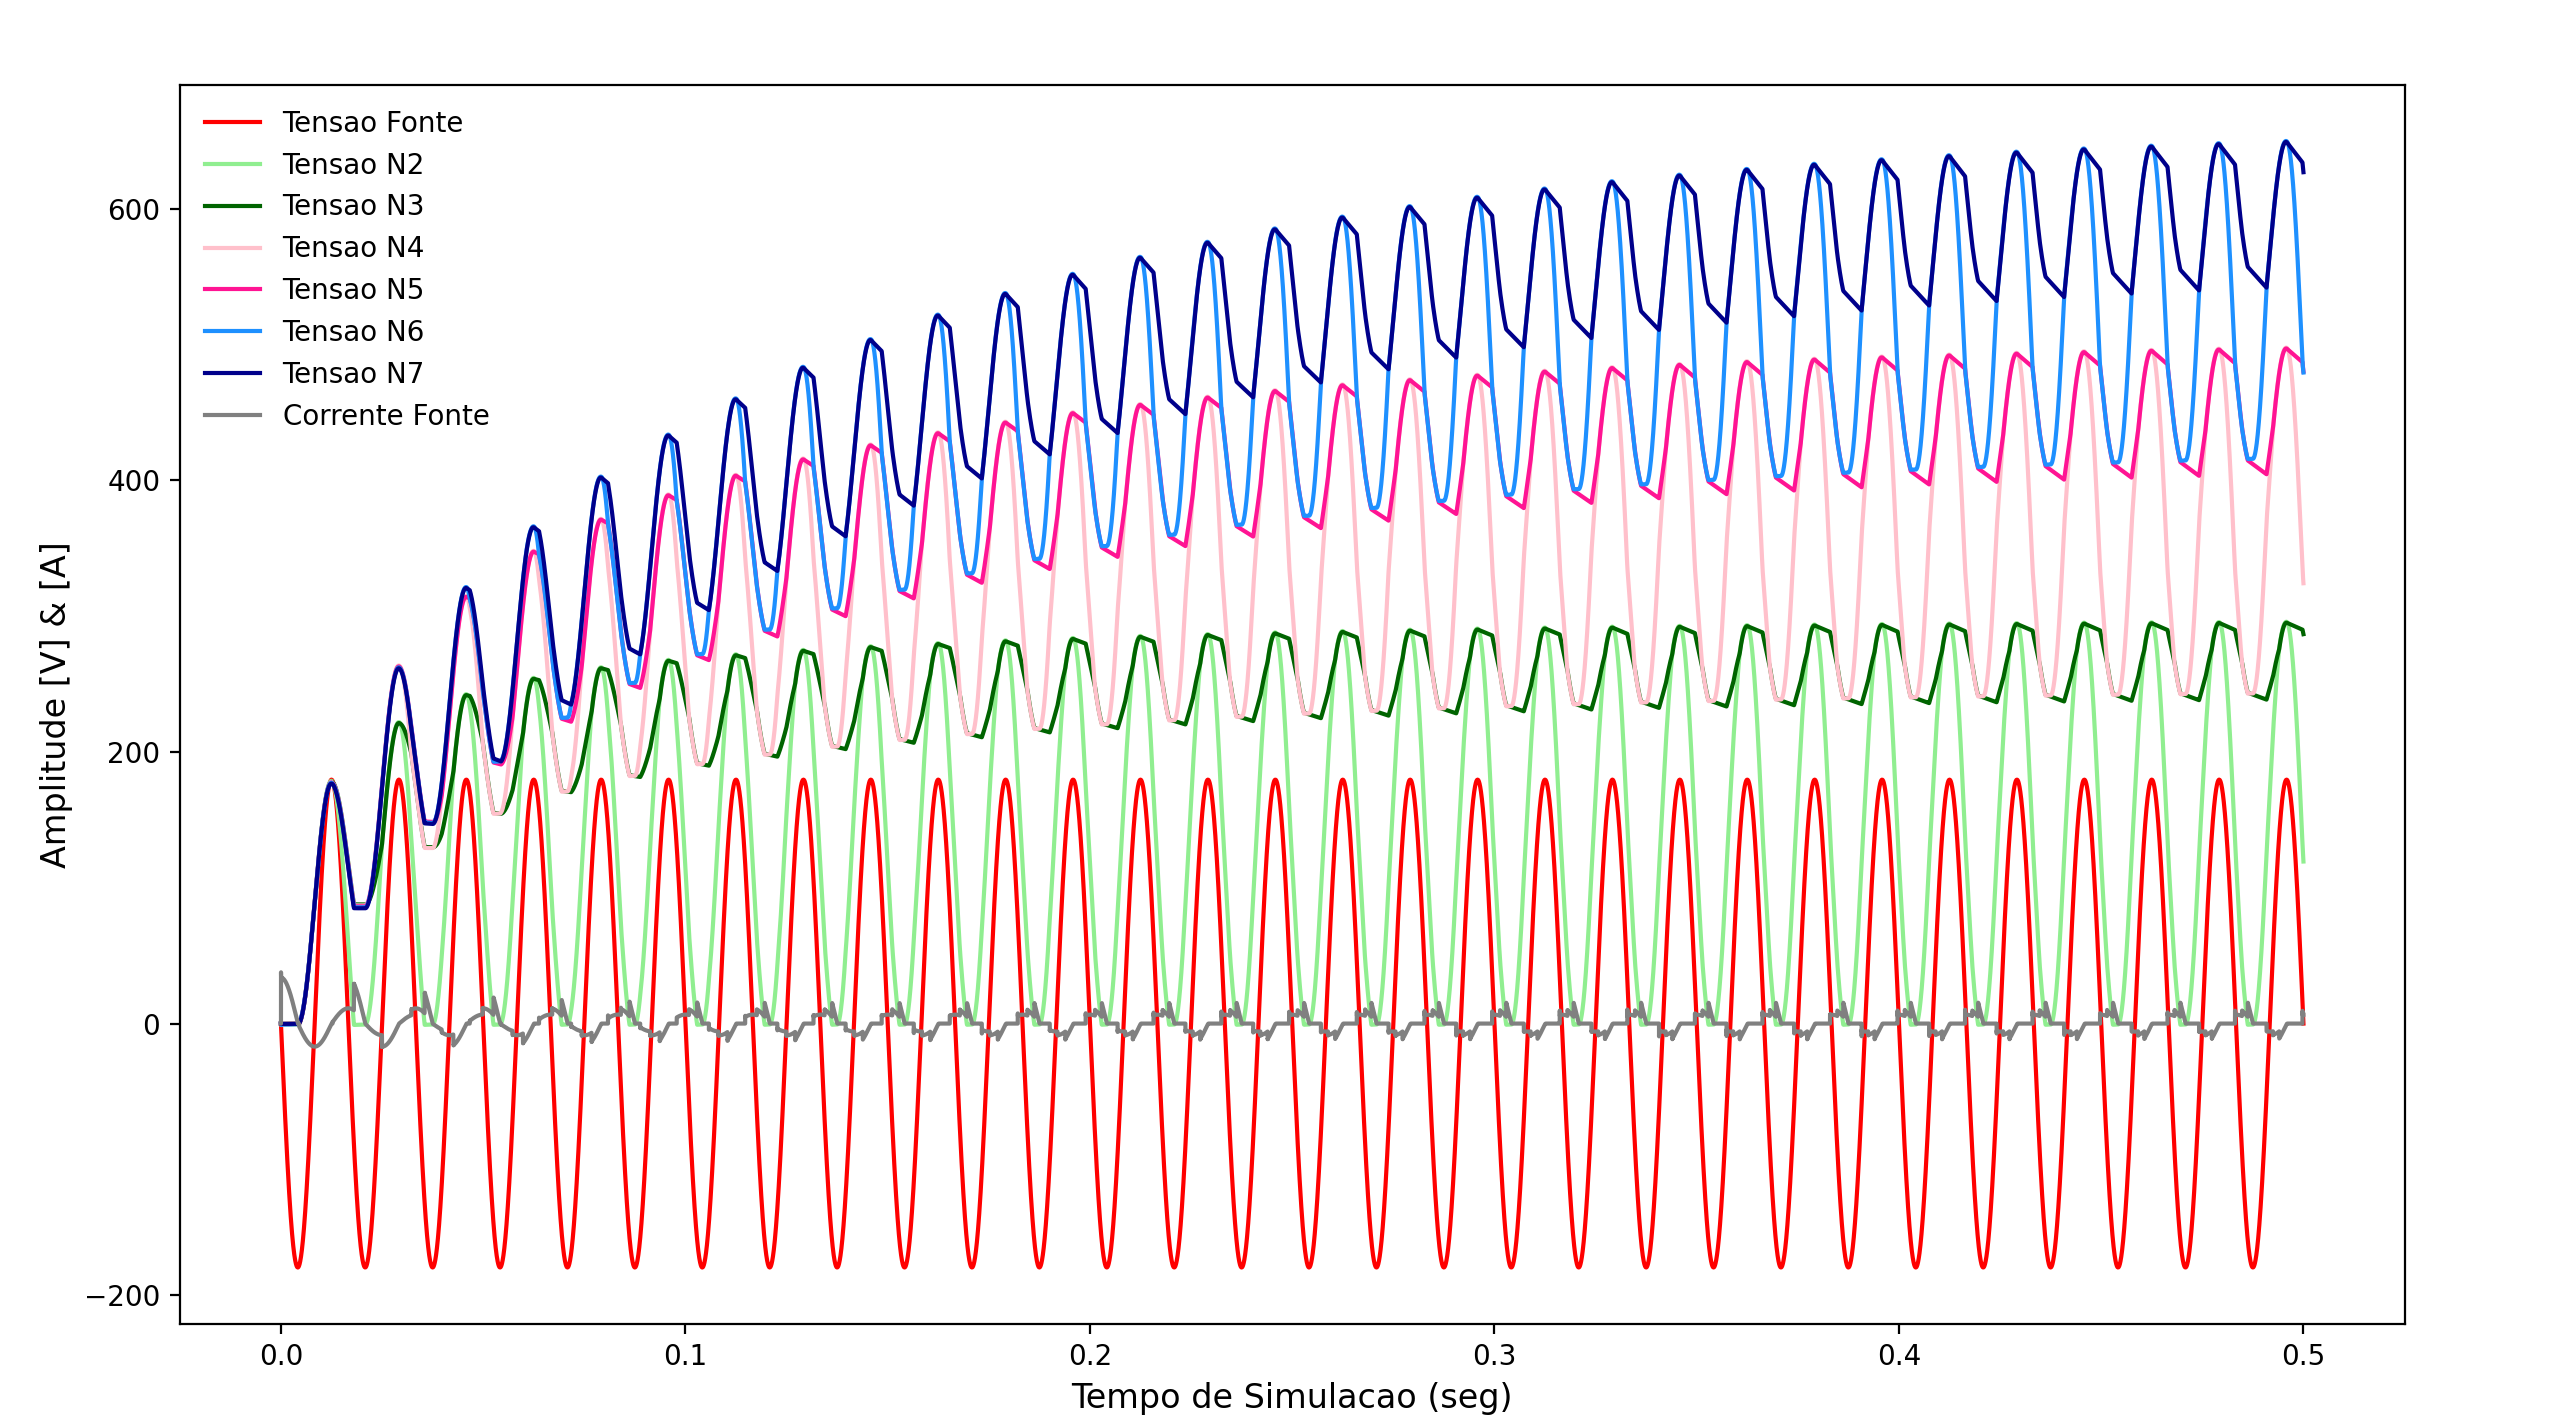 Tensao Fonte
Tensao N2
Tensao N3
Tensao N4
Tensao N5
Tensao N6
Tensao N7
Corrente Fonte
Amplitude [V] & [A]
600
400
200
0
−200
0.0 0.1 0.2 0.3 0.4 0.5
Tempo de Simulacao (seg)